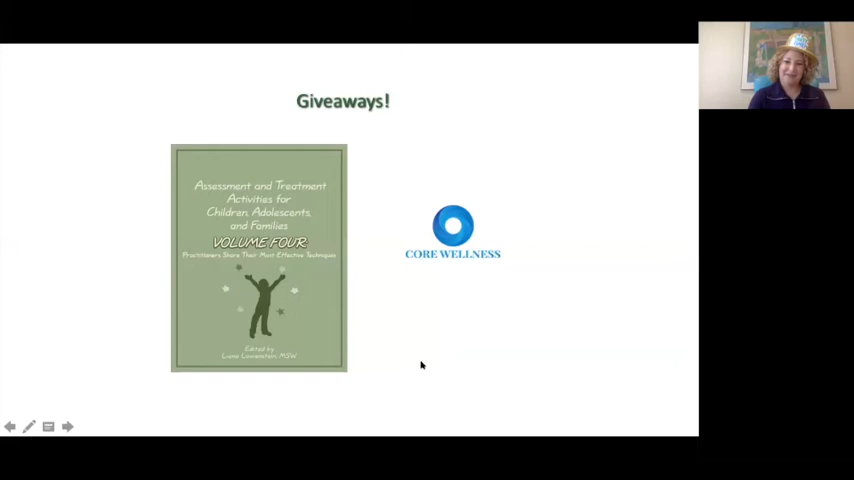 Giveaways!
Assessment and Treatment
Activities for
Children, Adolescents,
and Families
VOLUME FOUR:
Practitioners Share Their Most Effective Techniques
Edited by
Liana Lowenstein, MSW
CORE WELLNESS